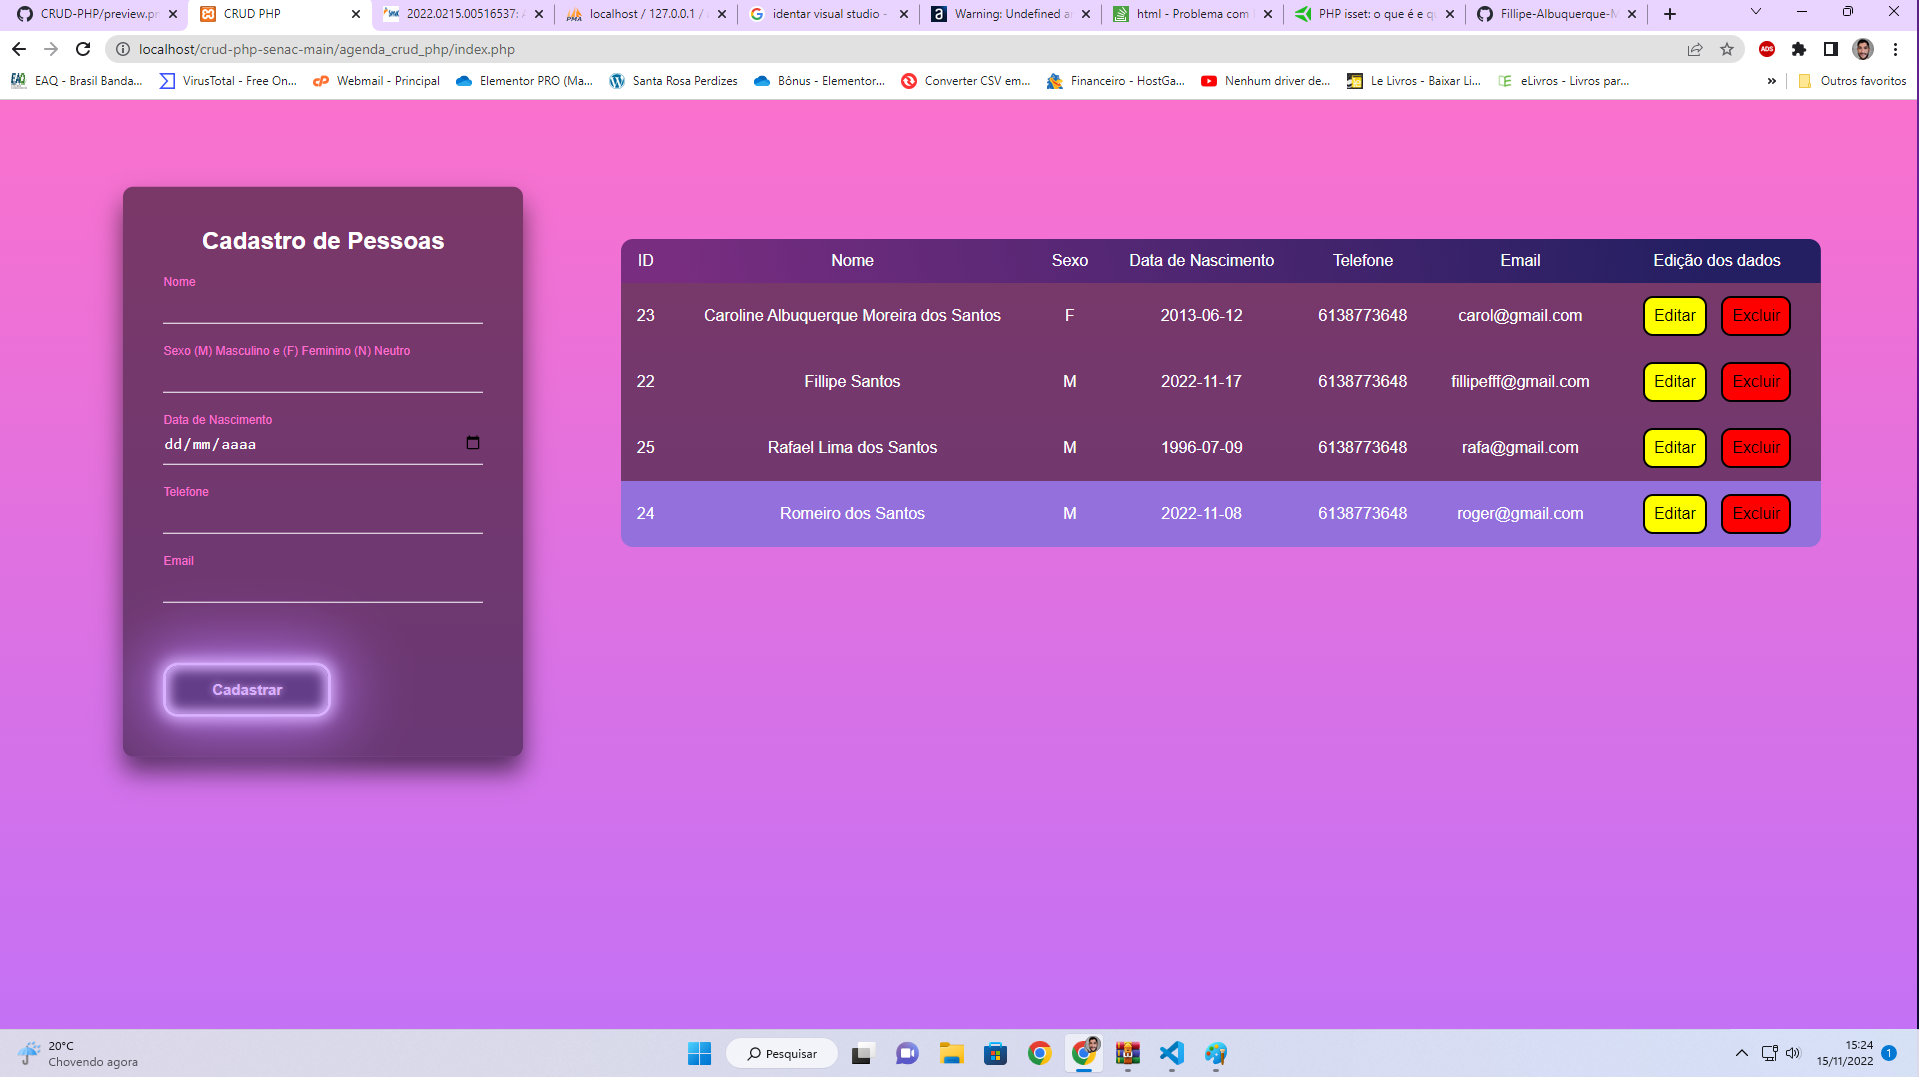 CRUD-PHP/preview.pr
CRUD PHP
2022.0215.00516537: A
localhost / 127.0.0.1 /
identar visual studio -
Warning: Undefined a
html - Problema com
PHP isset: o que é e qu
Fillipe-Albuquerque-M
localhost/crud-php-senac-main/agenda_crud_php/index.php
ADS
EAQ EAQ - Brasil Banda...
VirusTotal - Free On...
Webmail - Principal
Elementor PRO (Ma...
Santa Rosa Perdizes
Bônus - Elementor...
Converter CSV em...
Financeiro - HostGa...
Nenhum driver de...
Le Livros - Baixar Li...
eLivros - Livros par...
»
Outros favoritos
Cadastro de Pessoas
Nome
Sexo (M) Masculino e (F) Feminino (N) Neutro
Data de Nascimento
dd/mm/aaaa
Telefone
Email
Cadastrar
ID Nome Sexo Data de Nascimento Telefone Email Edição dos dados
23 Caroline Albuquerque Moreira dos Santos F 2013-06-12 6138773648 carol@gmail.com Editar Excluir
22 Fillipe Santos M 2022-11-17 6138773648 fillipefff@gmail.com Editar Excluir
25 Rafael Lima dos Santos M 1996-07-09 6138773648 rafa@gmail.com Editar Excluir
24 Romeiro dos Santos M 2022-11-08 6138773648 roger@gmail.com Editar Excluir
20°C
Chovendo agora
Pesquisar
15:24
15/11/2022
1